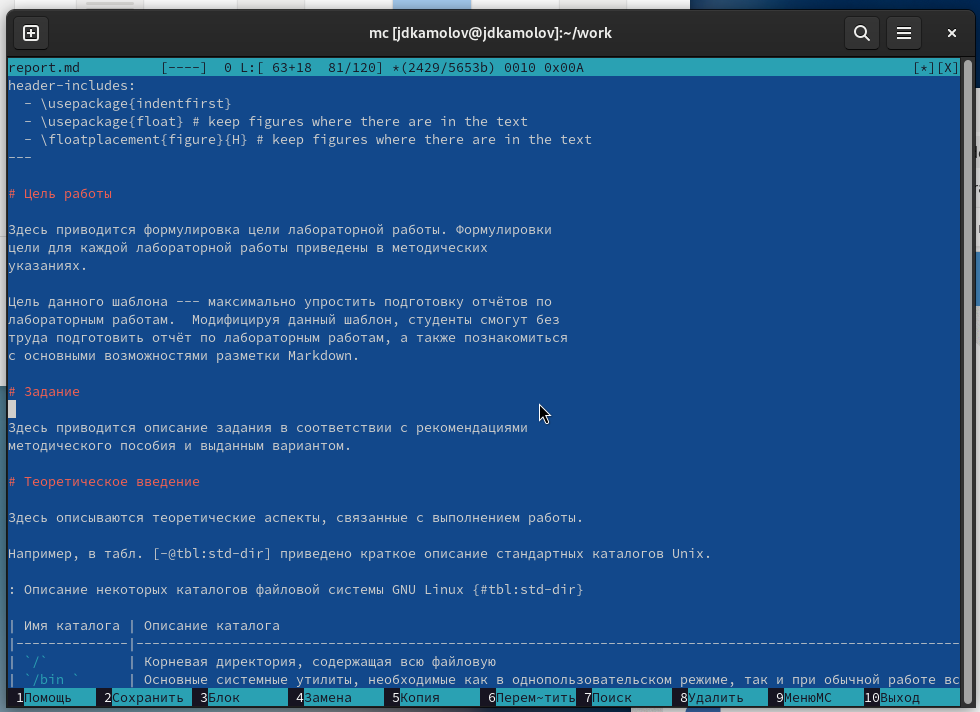 mc [jdkamolov@jdkamolov]:~/work
report.md          [----]  0 L:[ 63+18  81/120] *(2429/5653b) 0010 0x00A                                         [*][X]
header-includes:
  - \usepackage{indentfirst}
  - \usepackage{float} # keep figures where there are in the text
  - \floatplacement{figure}{H} # keep figures where there are in the text
---
# Цель работы
Здесь приводится формулировка цели лабораторной работы. Формулировки
цели для каждой лабораторной работы приведены в методических
указаниях.
Цель данного шаблона --- максимально упростить подготовку отчётов по
лабораторным работам.  Модифицируя данный шаблон, студенты смогут без
труда подготовить отчёт по лабораторным работам, а также познакомиться
с основными возможностями разметки Markdown.
# Задание
Здесь приводится описание задания в соответствии с рекомендациями
методического пособия и выданным вариантом.
# Теоретическое введение
Здесь описываются теоретические аспекты, связанные с выполнением работы.
Например, в табл. [-@tbl:std-dir] приведено краткое описание стандартных каталогов Unix.
: Описание некоторых каталогов файловой системы GNU Linux {#tbl:std-dir}
| Имя каталога | Описание каталога
|--------------|-------------------------------------------------------------------------------------------------------
| `/`          | Корневая директория, содержащая всю файловую
| `/bin `      | Основные системные утилиты, необходимые как в однопользовательском режиме, так и при обычной работе вс
1Помощь 2Сохранить 3Блок 4Замена 5Копия 6Перем~тить 7Поиск 8Удалить 9МенюMC 10Выход